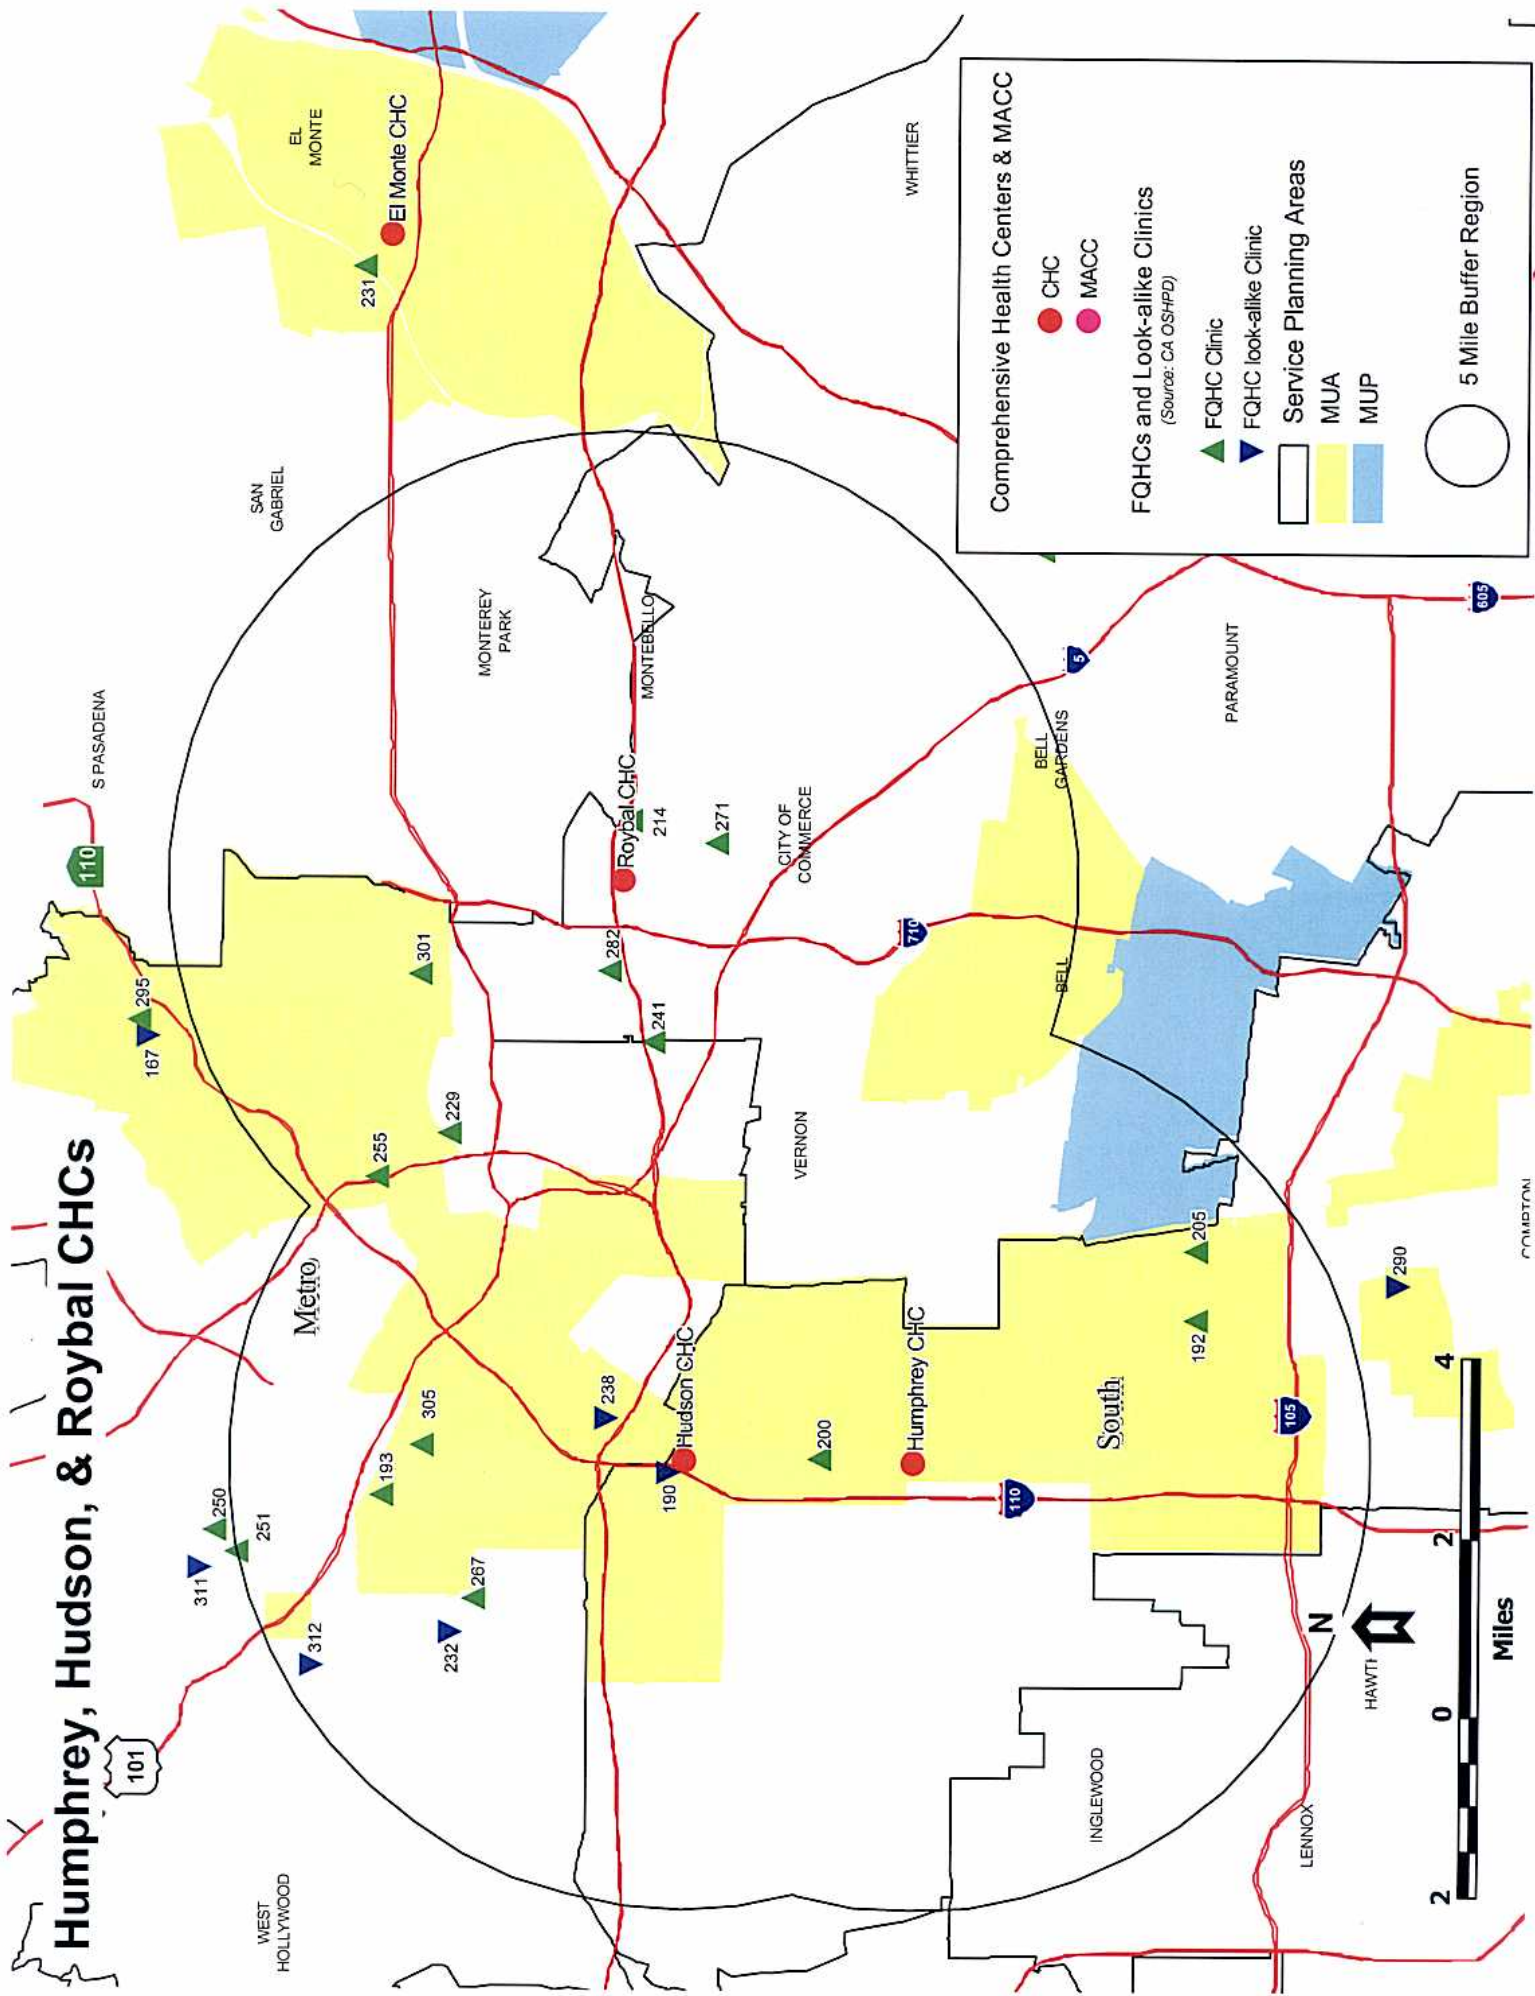 Humphrey, Hudson, & Roybal CHCs
101
110
S PASADENA
WEST
HOLLYWOOD
311
250
251
312
Metro
167
295
SAN
GABRIEL
EL
MONTE
231
El Monte CHC
193
305
255
301
232
267
229
MONTEREY
PARK
238
282
Roybal CHC
214
MONTEBELLO
241
190
Hudson CHC
271
CITY OF
COMMERCE
VERNON
200
Humphrey CHC
710
WHITTIER
110
BELL
BELL
GARDENS
5
INGLEWOOD
South
192
205
PARAMOUNT
105
LENNOX
HAWTH
290
605
COMPTON
N
2
0
2
4
Miles
Comprehensive Health Centers & MACC
CHC
MACC
FQHCs and Look-alike Clinics
(Source: CA OSHPD)
FQHC Clinic
FQHC look-alike Clinic
Service Planning Areas
MUA
MUP
5 Mile Buffer Region